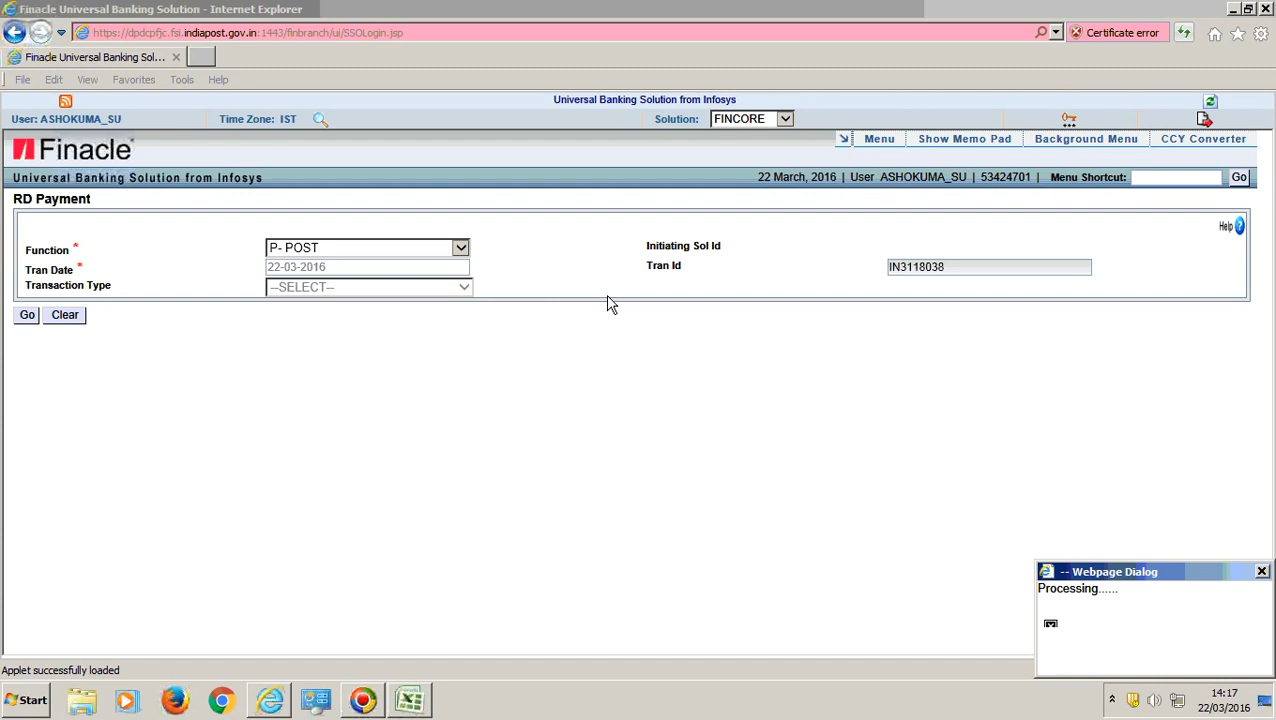 Finacle Universal Banking Solution - Internet Explorer
https://dpdcpfjc.fsi.indiapost.gov.in:1443/finbranch/ui/SSOLogin.jsp
Certificate error
Finacle Universal Banking Sol...
File Edit View Favorites Tools Help
Universal Banking Solution from Infosys
User: ASHOKUMA_SU Time Zone: IST Solution: FINCORE
Menu Show Memo Pad Background Menu CCY Converter
Finacle
Universal Banking Solution from Infosys 22 March, 2016 | User ASHOKUMA_SU | 53424701 | Menu Shortcut: Go
RD Payment
Help ?
Function * P- POST Initiating Sol Id
Tran Date * 22-03-2016 Tran Id IN3118038
Transaction Type --SELECT--
Go Clear
-- Webpage Dialog
Processing......
Applet successfully loaded
Start
14:17
22/03/2016